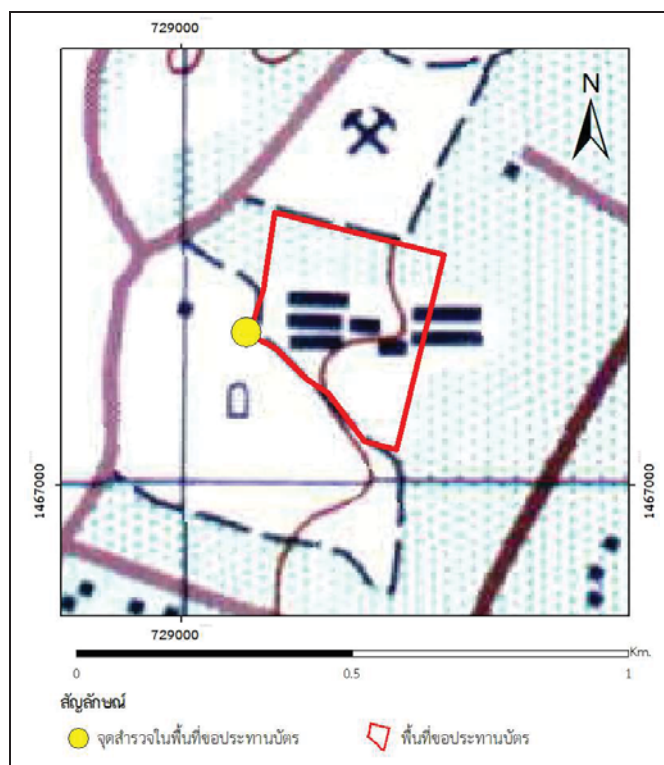 729000
N
1467000
1467000
729000
Km.
0 0.5 1
สัญลักษณ์
จุดสำรวจในพื้นที่ขอประทานบัตร พื้นที่ขอประทานบัตร